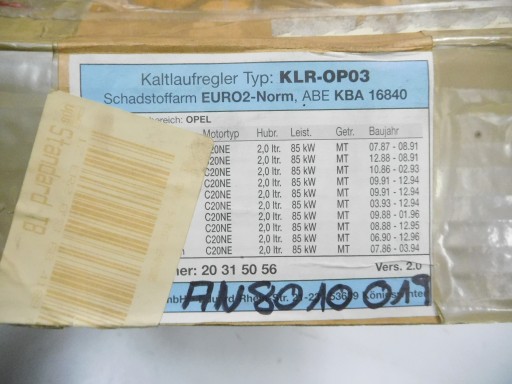 Kaltlaufregler Typ: KLR-OP03
Schadstoffarm EURO2-Norm, ABE KBA 16840
bereich: OPEL
Motortyp Hubr. Leist. Getr. Baujahr
C20NE 2,0 ltr. 85 kW MT 07.87 - 08.91
C20NE 2,0 ltr. 85 kW MT 12.88 - 08.91
C20NE 2,0 ltr. 85 kW MT 10.86 - 02.93
C20NE 2,0 ltr. 85 kW MT 09.91 - 12.94
C20NE 2,0 ltr. 85 kW MT 09.91 - 12.94
C20NE 2,0 ltr. 85 kW MT 03.93 - 12.94
C20NE 2,0 ltr. 85 kW MT 09.88 - 01.96
C20NE 2,0 ltr. 85 kW MT 08.88 - 12.95
C20NE 2,0 ltr. 85 kW MT 06.90 - 12.96
C20NE 2,0 ltr. 85 kW MT 07.86 - 03.94
mer: 20 31 50 56 Vers. 2.0
AN8010019